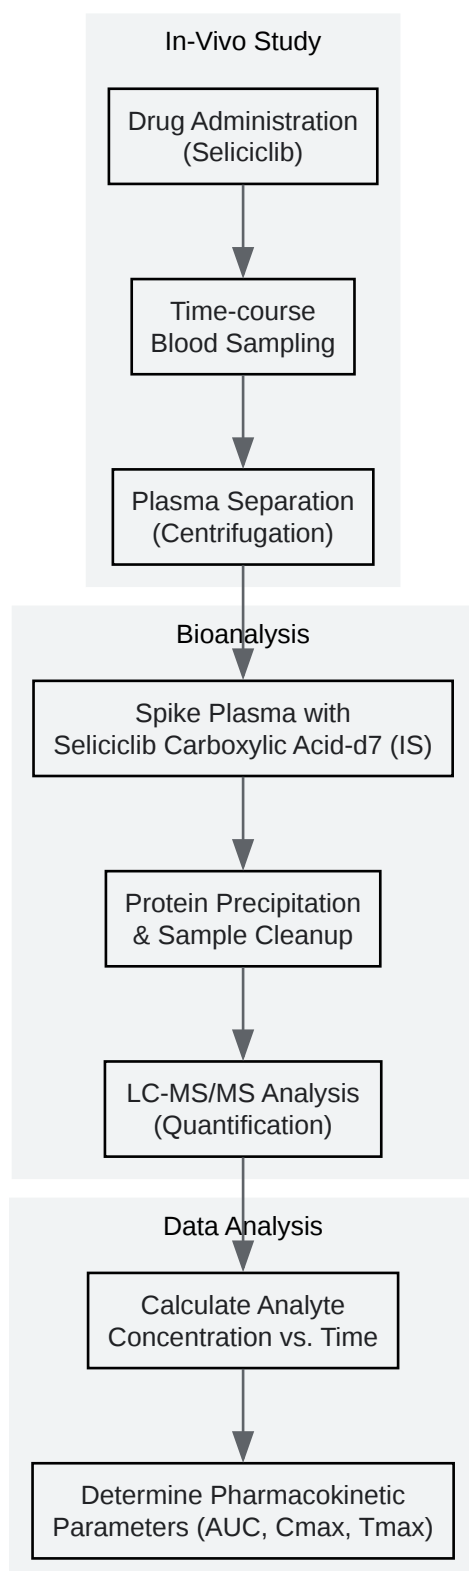 In-Vivo Study
Drug Administration
(Seliciclib)
Time-course
Blood Sampling
Plasma Separation
(Centrifugation)
Bioanalysis
Spike Plasma with
Seliciclib Carboxylic Acid-d7 (IS)
Protein Precipitation
& Sample Cleanup
LC-MS/MS Analysis
(Quantification)
Data Analysis
Calculate Analyte
Concentration vs. Time
Determine Pharmacokinetic
Parameters (AUC, Cmax, Tmax)